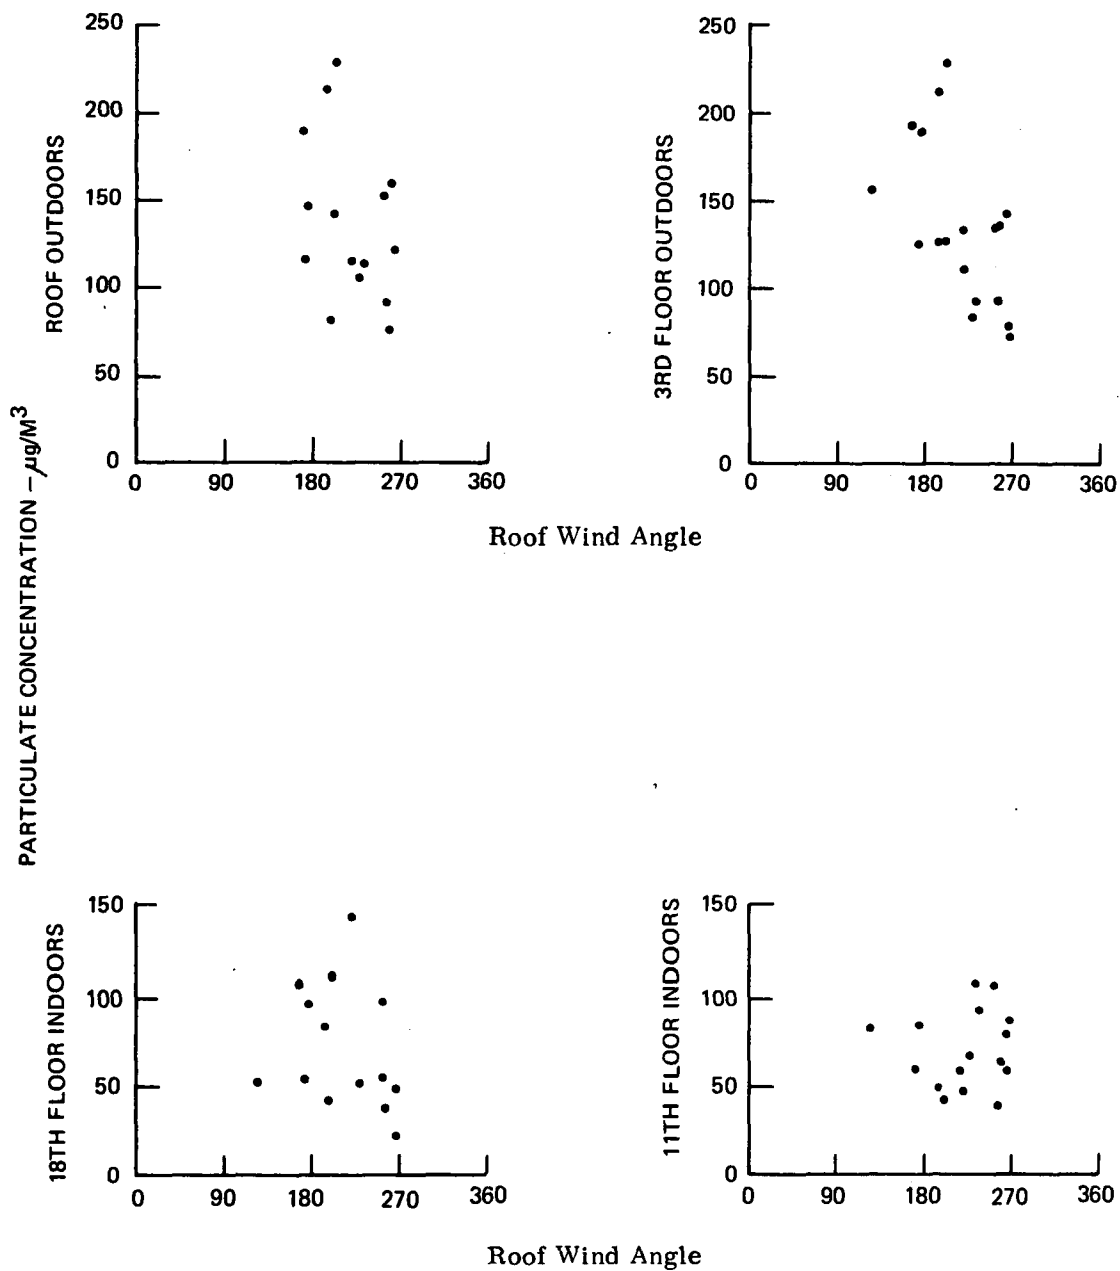 PARTICULATE CONCENTRATION – µg/M³
ROOF OUTDOORS
250
200
150
100
50
0
0 90 180 270 360
3RD FLOOR OUTDOORS
250
200
150
100
50
0
0 90 180 270 360
Roof Wind Angle
18TH FLOOR INDOORS
150
100
50
0
0 90 180 270 360
11TH FLOOR INDOORS
150
100
50
0
0 90 180 270 360
Roof Wind Angle